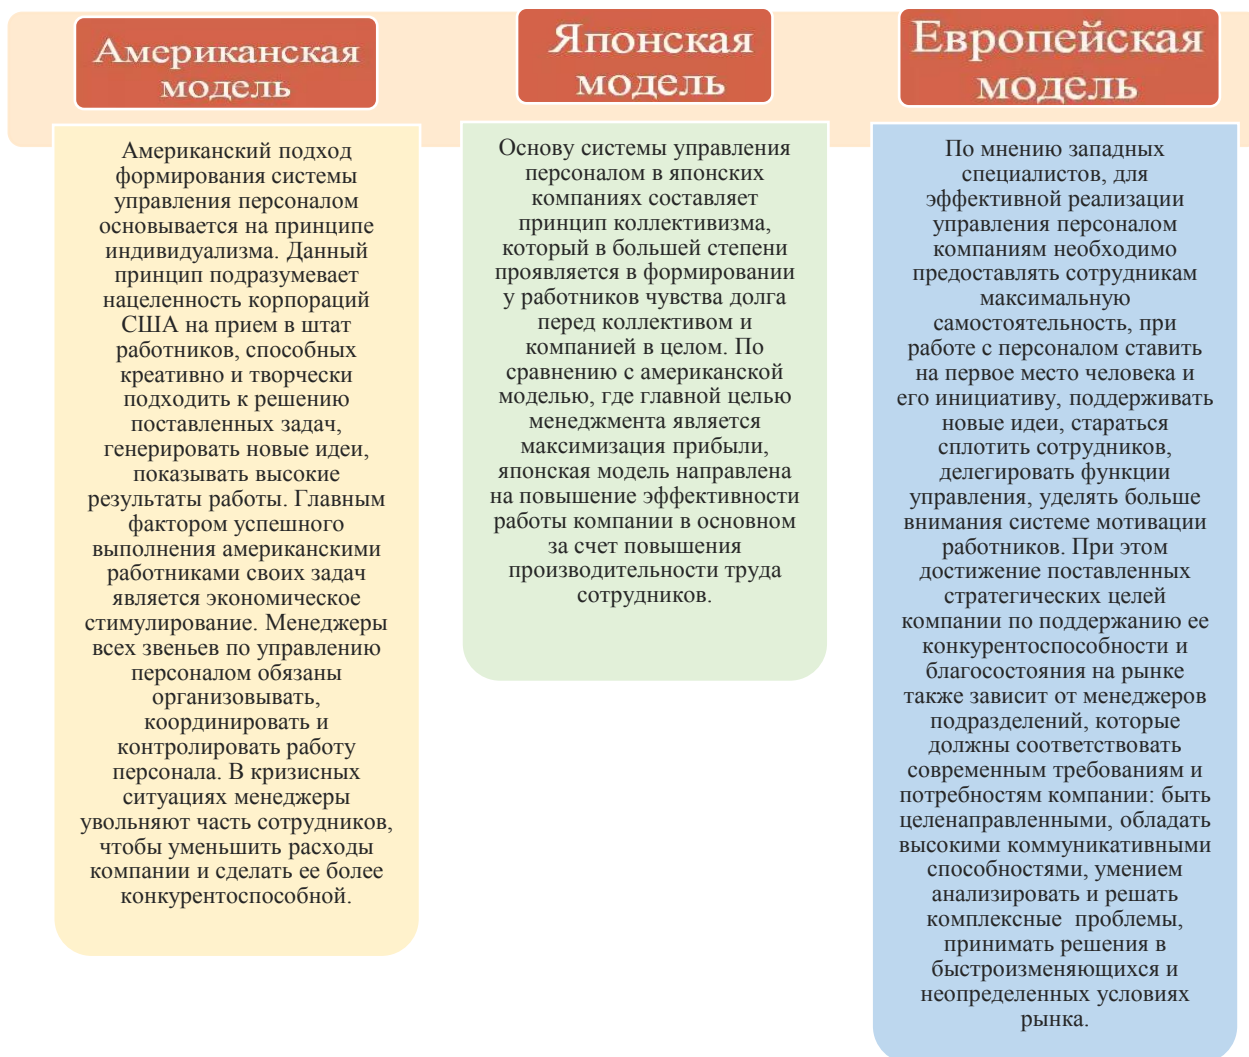 Американская
модель
Американский подход
формирования системы
управления персоналом
основывается на принципе
индивидуализма. Данный
принцип подразумевает
нацеленность корпораций
США на прием в штат
работников, способных
креативно и творчески
подходить к решению
поставленных задач,
генерировать новые идеи,
показывать высокие
результаты работы. Главным
фактором успешного
выполнения американскими
работниками своих задач
является экономическое
стимулирование. Менеджеры
всех звеньев по управлению
персоналом обязаны
организовывать,
координировать и
контролировать работу
персонала. В кризисных
ситуациях менеджеры
увольняют часть сотрудников,
чтобы уменьшить расходы
компании и сделать ее более
конкурентоспособной.
Японская
модель
Основу системы управления
персоналом в японских
компаниях составляет
принцип коллективизма,
который в большей степени
проявляется в формировании
у работников чувства долга
перед коллективом и
компанией в целом. По
сравнению с американской
моделью, где главной целью
менеджмента является
максимизация прибыли,
японская модель направлена
на повышение эффективности
работы компании в основном
за счет повышения
производительности труда
сотрудников.
Европейская
модель
По мнению западных
специалистов, для
эффективной реализации
управления персоналом
компаниям необходимо
предоставлять сотрудникам
максимальную
самостоятельность, при
работе с персоналом ставить
на первое место человека и
его инициативу, поддерживать
новые идеи, стараться
сплотить сотрудников,
делегировать функции
управления, уделять больше
внимания системе мотивации
работников. При этом
достижение поставленных
стратегических целей
компании по поддержанию ее
конкурентоспособности и
благосостояния на рынке
также зависит от менеджеров
подразделений, которые
должны соответствовать
современным требованиям и
потребностям компании: быть
целенаправленными, обладать
высокими коммуникативными
способностями, умением
анализировать и решать
комплексные проблемы,
принимать решения в
быстроизменяющихся и
неопределенных условиях
рынка.